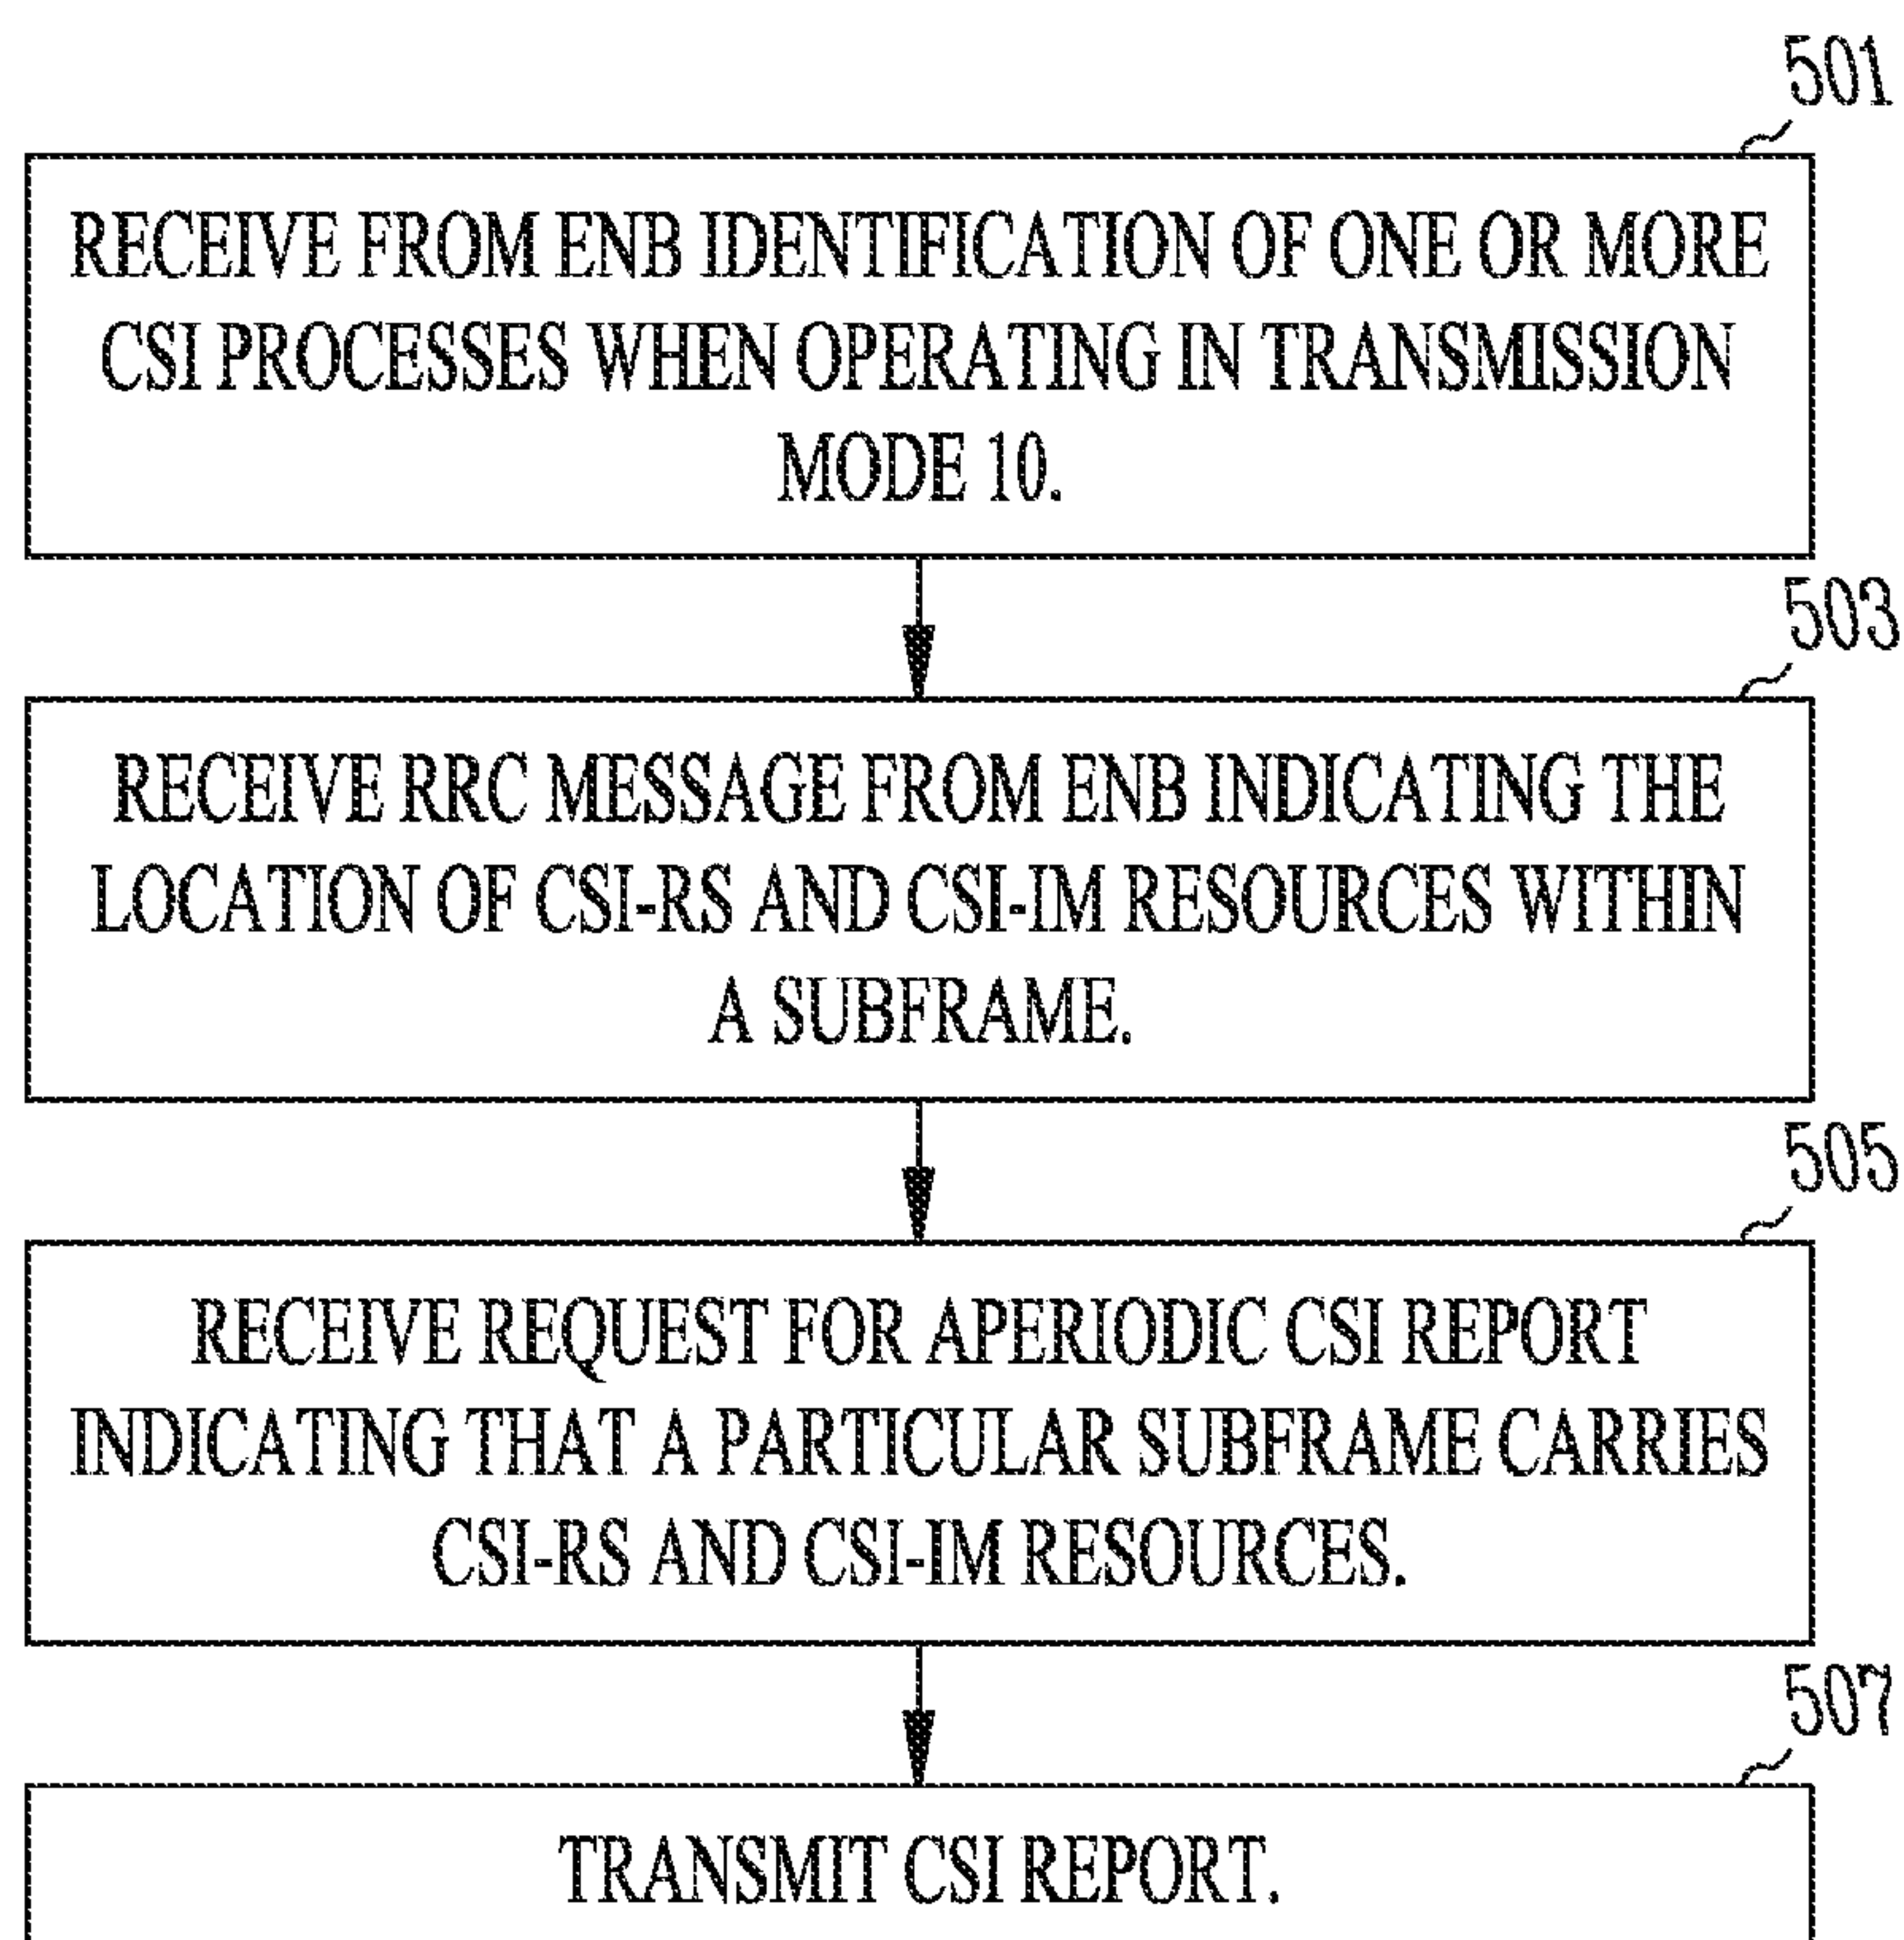 501
RECEIVE FROM ENB IDENTIFICATION OF ONE OR MORE
CSI PROCESSES WHEN OPERATING IN TRANSMISSION
MODE 10.
503
RECEIVE RRC MESSAGE FROM ENB INDICATING THE
LOCATION OF CSI-RS AND CSI-IM RESOURCES WITHIN
A SUBFRAME.
505
RECEIVE REQUEST FOR APERIODIC CSI REPORT
INDICATING THAT A PARTICULAR SUBFRAME CARRIES
CSI-RS AND CSI-IM RESOURCES.
507
TRANSMIT CSI REPORT.